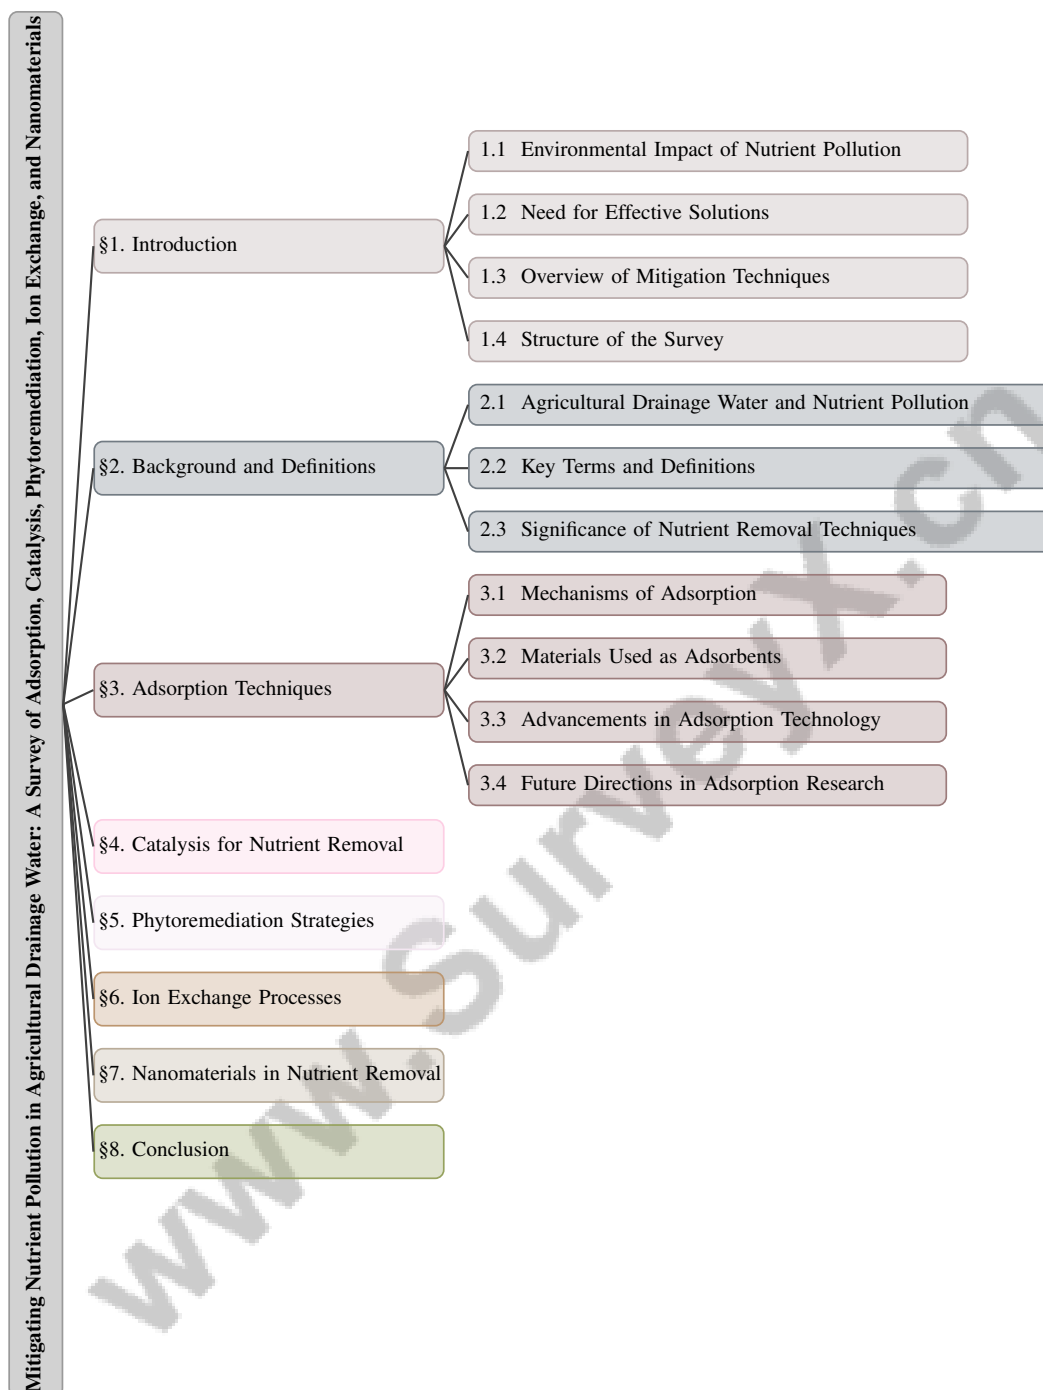 Mitigating Nutrient Pollution in Agricultural Drainage Water: A Survey of Adsorption, Catalysis, Phytoremediation, Ion Exchange, and Nanomaterials
§1. Introduction
1.1 Environmental Impact of Nutrient Pollution
1.2 Need for Effective Solutions
1.3 Overview of Mitigation Techniques
1.4 Structure of the Survey
§2. Background and Definitions
2.1 Agricultural Drainage Water and Nutrient Pollution
2.2 Key Terms and Definitions
2.3 Significance of Nutrient Removal Techniques
§3. Adsorption Techniques
3.1 Mechanisms of Adsorption
3.2 Materials Used as Adsorbents
3.3 Advancements in Adsorption Technology
3.4 Future Directions in Adsorption Research
§4. Catalysis for Nutrient Removal
§5. Phytoremediation Strategies
§6. Ion Exchange Processes
§7. Nanomaterials in Nutrient Removal
§8. Conclusion
www.SurveyX.cn